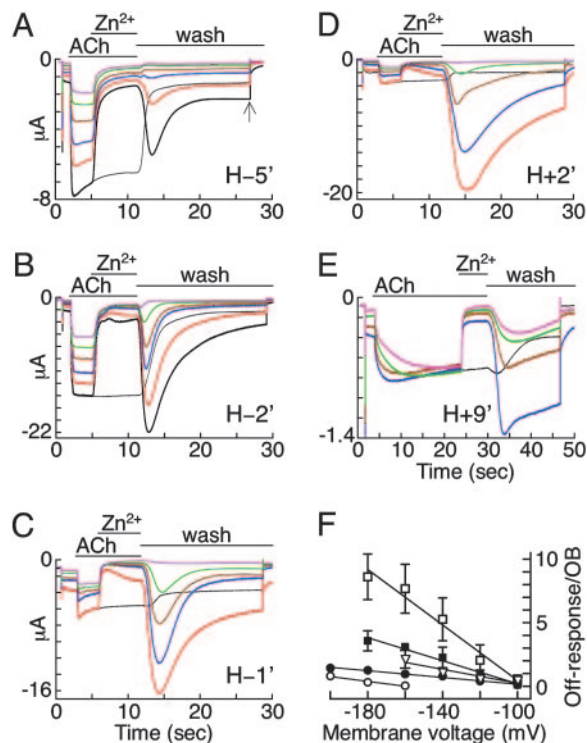 A
Zn2+
ACh
wash
0
μA
-8
H–5'
0 10 20 30
B
Zn2+
ACh
wash
0
μA
-22
H–2'
0 10 20 30
C
Zn2+
ACh
wash
0
μA
-16
H–1'
0 10 20 30
Time (sec)
D
Zn2+
ACh
wash
0
-20
H+2'
0 10 20 30
E
Zn2+
ACh
wash
-.1
-1.4
H+9'
0 10 20 30 40 50
Time (sec)
F
10
5
0
Off-response/OB
-180 -140 -100
Membrane voltage (mV)